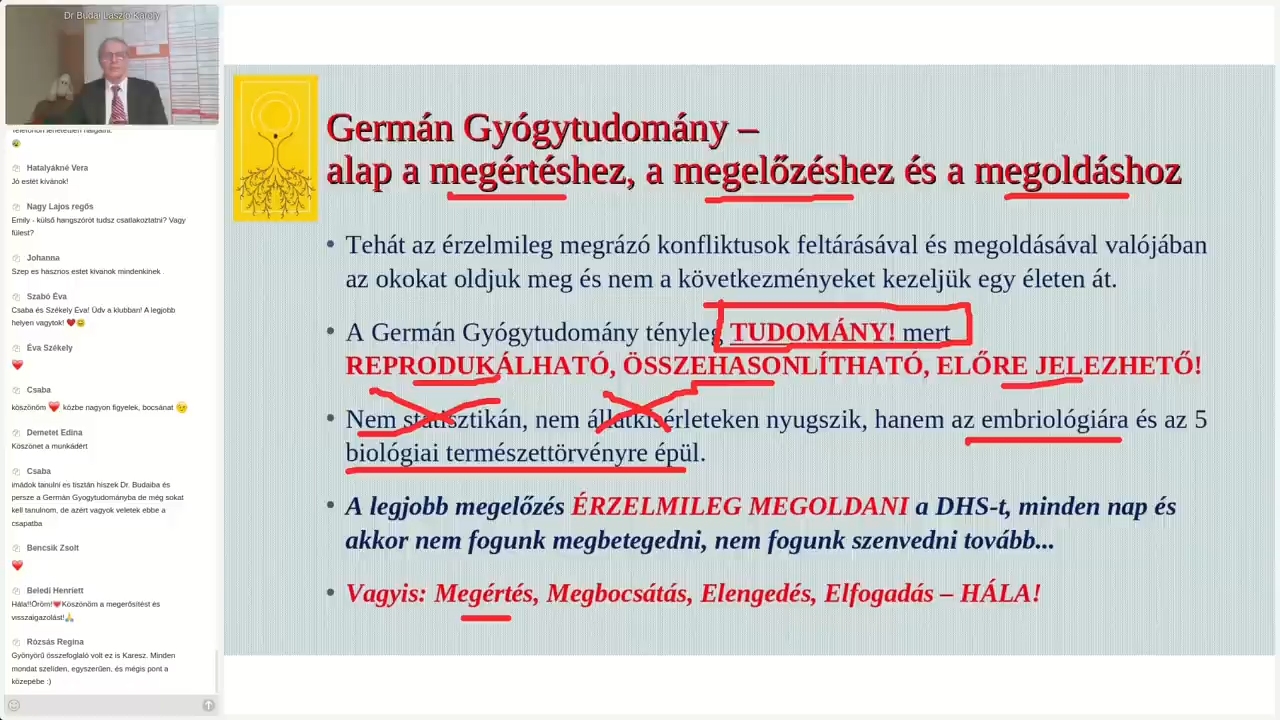 Dr Budai László Károly
Telefonon lehetetlen hallgatni.
Hatalyákné Vera
Jó estét kívánok!
Nagy Lajos regős
Emily - külső hangszórót tudsz csatlakoztatni? Vagy
fülest?
Johanna
Szep es hasznos estet kivanok mindenkinek .
Szabó Éva
Csaba és Székely Éva! Üdv a klubban! A legjobb
helyen vagytok! ❤️😊
Éva Székely
❤️
Csaba
köszönöm ❤️ közbe nagyon figyelek, bocsánat 😉
Demetet Edina
Köszönet a munkádért
Csaba
imádok tanulni es tisztán hiszek Dr. Budaiba és
persze a Germán Gyogytudományba de még sokat
kell tanulnom, de azért vagyok veletek ebbe a
csapatba
Bencsik Zsolt
❤️
Beledi Henriett
Hála!!Öröm!❤️Köszönöm a megerősítést és
visszaigazolást!🙏
Rózsás Regina
Gyönyörű összefoglaló volt ez is Karesz. Minden
mondat szelíden, egyszerűen, és mégis pont a
közepébe :)
Germán Gyógytudomány –
alap a megértéshez, a megelőzéshez és a megoldáshoz
• Tehát az érzelmileg megrázó konfliktusok feltárásával és megoldásával valójában
az okokat oldjuk meg és nem a következményeket kezeljük egy életen át.
• A Germán Gyógytudomány tényleg TUDOMÁNY! mert
REPRODUKÁLHATÓ, ÖSSZEHASONLÍTHATÓ, ELŐRE JELEZHETŐ!
• Nem statisztikán, nem állatkísérleteken nyugszik, hanem az embriológiára és az 5
biológiai természettörvényre épül.
• A legjobb megelőzés ÉRZELMILEG MEGOLDANI a DHS-t, minden nap és
akkor nem fogunk megbetegedni, nem fogunk szenvedni tovább...
• Vagyis: Megértés, Megbocsátás, Elengedés, Elfogadás – HÁLA!